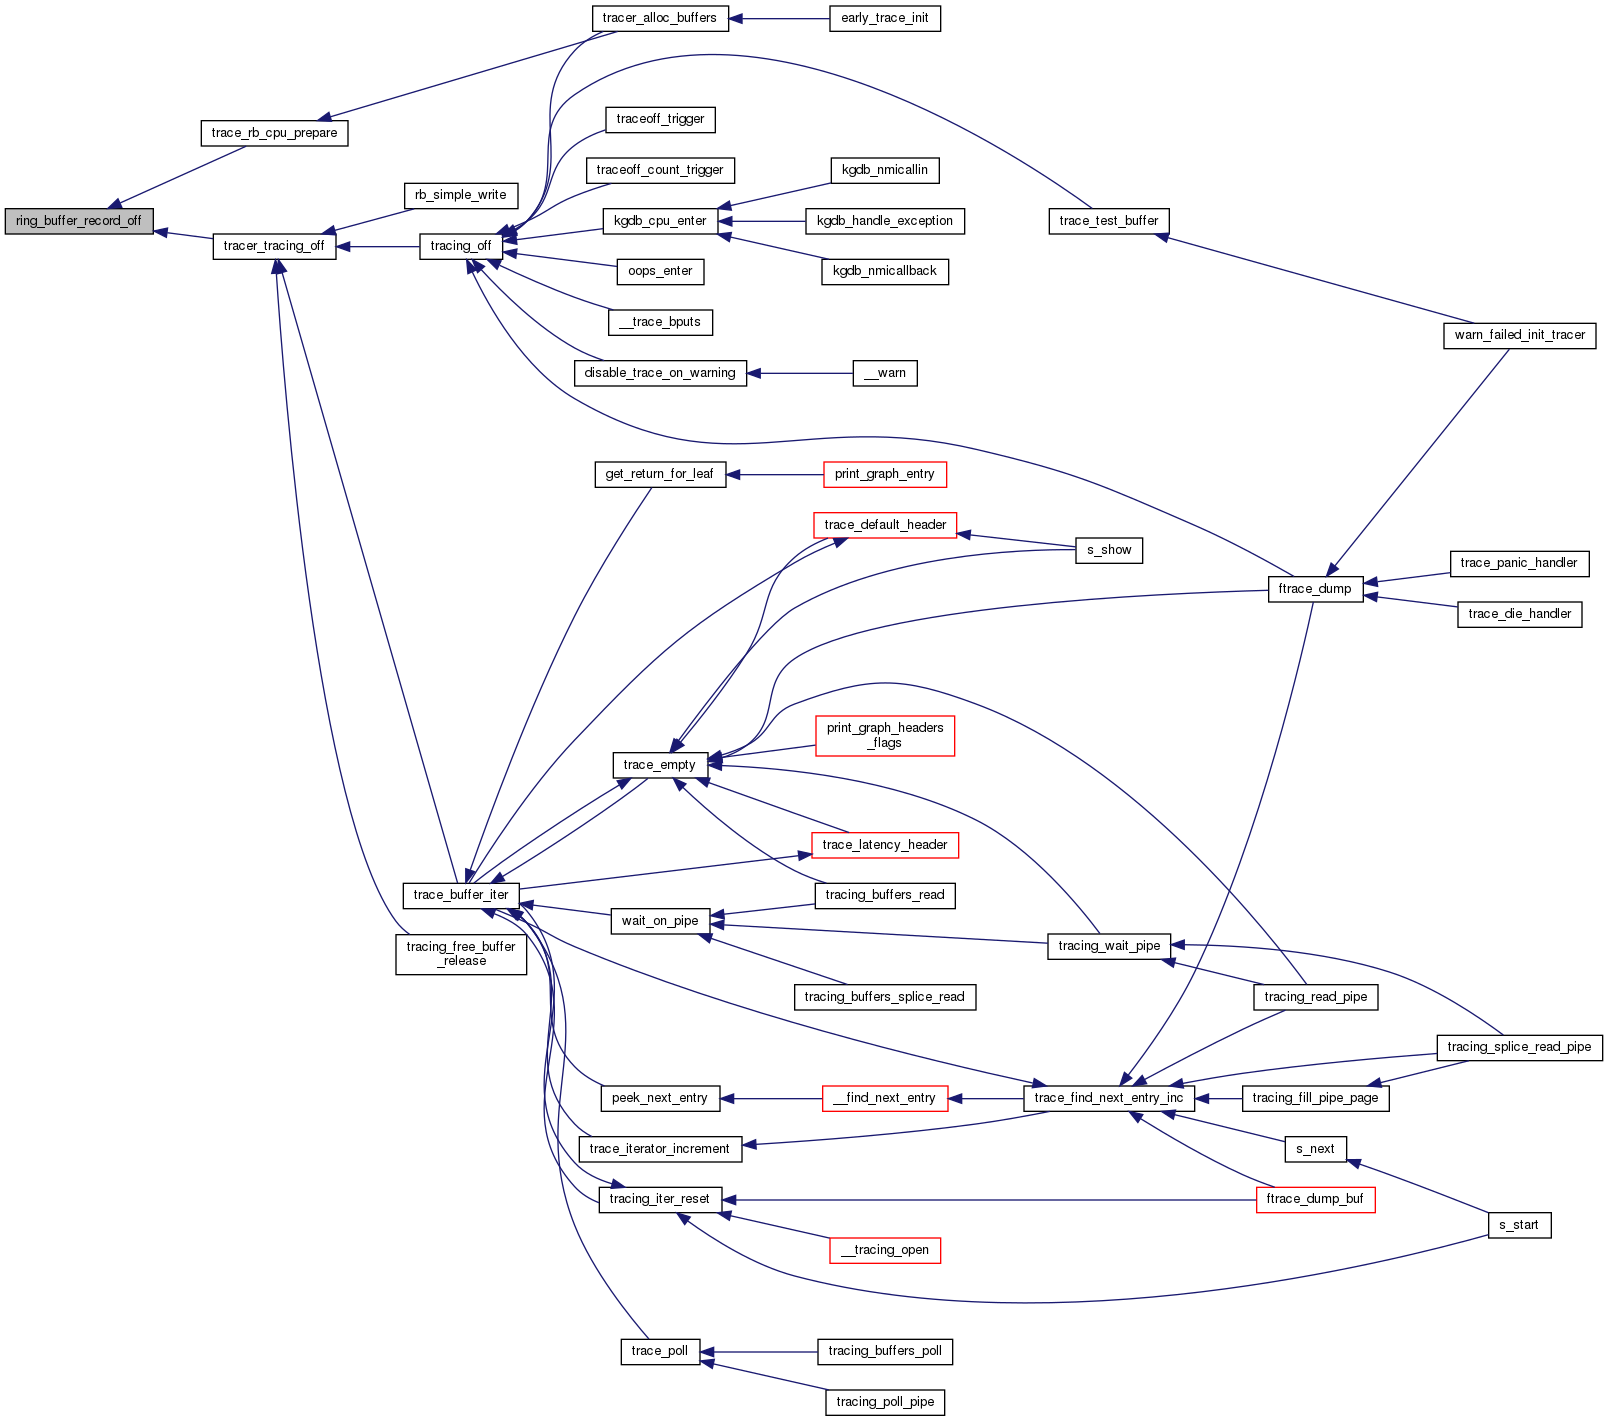 tracer_alloc_buffers
early_trace_init
traceoff_trigger
trace_rb_cpu_prepare
traceoff_count_trigger
kgdb_nmicallin
rb_simple_write
ring_buffer_record_off
kgdb_cpu_enter
kgdb_handle_exception
trace_test_buffer
tracer_tracing_off
tracing_off
oops_enter
kgdb_nmicallback
__trace_bputs
warn_failed_init_tracer
disable_trace_on_warning
__warn
get_return_for_leaf
print_graph_entry
trace_default_header
s_show
trace_panic_handler
ftrace_dump
trace_die_handler
print_graph_headers
_flags
trace_empty
trace_latency_header
trace_buffer_iter
tracing_buffers_read
wait_on_pipe
tracing_free_buffer
_release
tracing_wait_pipe
tracing_buffers_splice_read
tracing_read_pipe
tracing_splice_read_pipe
peek_next_entry
__find_next_entry
trace_find_next_entry_inc
tracing_fill_pipe_page
trace_iterator_increment
s_next
tracing_iter_reset
ftrace_dump_buf
s_start
__tracing_open
trace_poll
tracing_buffers_poll
tracing_poll_pipe